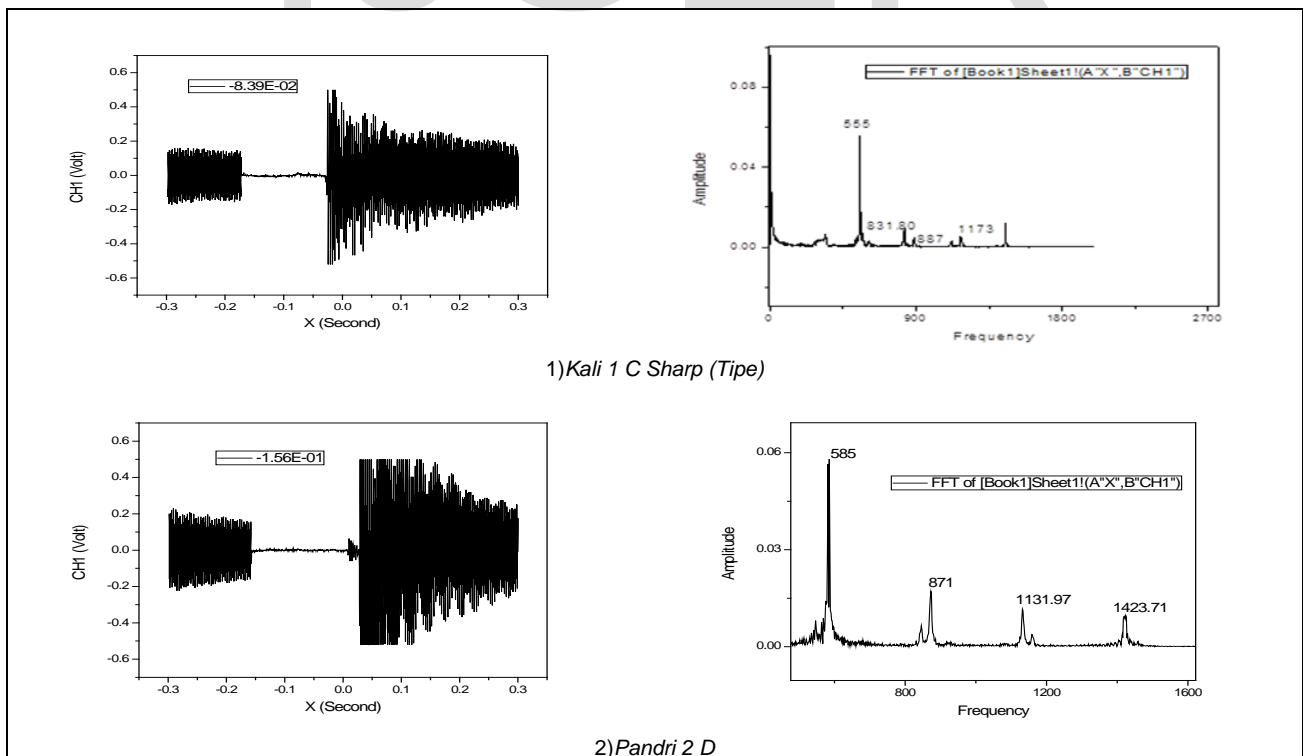 -8.39E-02
0.6
0.4
0.2
0.0
-0.2
-0.4
-0.6
CH1 (Volt)
-0.3 -0.2 -0.1 0.0 0.1 0.2 0.3
X (Second)
FFT of [Book1]Sheet1!(A"X",B"CH1")
0.08
0.04
0.00
Amplitude
555
831.80
887
1173
0 900 1800 2700
Frequency
1)Kali 1 C Sharp (Tipe)
-1.56E-01
0.6
0.4
0.2
0.0
-0.2
-0.4
-0.6
CH1 (Volt)
-0.3 -0.2 -0.1 0.0 0.1 0.2 0.3
X (Second)
585
FFT of [Book1]Sheet1!(A"X",B"CH1")
871
1131.97
1423.71
0.06
0.03
0.00
Amplitude
800 1200 1600
Frequency
2)Pandri 2 D